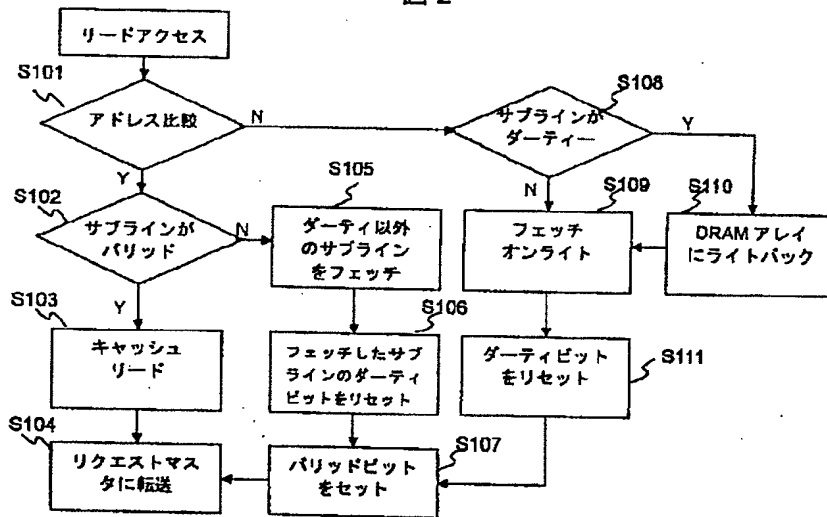 図 2
リードアクセス
S101
アドレス比較
N
Y
S108
サブラインが
ダーティー
Y
N
S102
サブラインが
バリッド
N
Y
S105
ダーティ以外
のサブライン
をフェッチ
S109
フェッチ
オンライト
S110
DRAM アレイ
にライトバック
S103
キャッシュ
リード
S106
フェッチしたサブ
ラインのダーティ
ビットをリセット
ダーティビット
をリセット
S111
S104
リクエストマス
タに転送
バリッドビット
をセット
S107